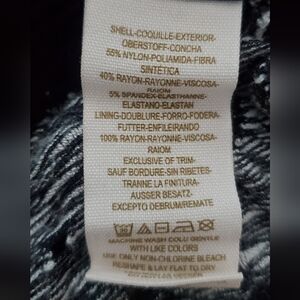 SHELL-COQUILLE-EXTERIOR-
OBERSTOFF-CONCHA
55% NYLON-POLIAMIDA-FIBRA
SINTÉTICA
40% RAYON-RAYONNE-VISCOSA-
RAIOM
5% SPANDEX-ELASTHANNE-
ELASTANO-ELASTAN
LINING-DOUBLURE-FORRO-FODERA-
FUTTER-ENFILEIRANDO
100% RAYON-RAYONNE-VISCOSA-
RAIOM
EXCLUSIVE OF TRIM-
SAUF BORDURE-SIN RIBETES-
TRANNE LA FINITURA-
AUSSER BESATZ-
EXCEPTO DEBRUM/REMATE
MACHINE WASH COLD GENTLE
WITH LIKE COLORS
USE ONLY NON-CHLORINE BLEACH
RESHAPE & LAY FLAT TO DRY